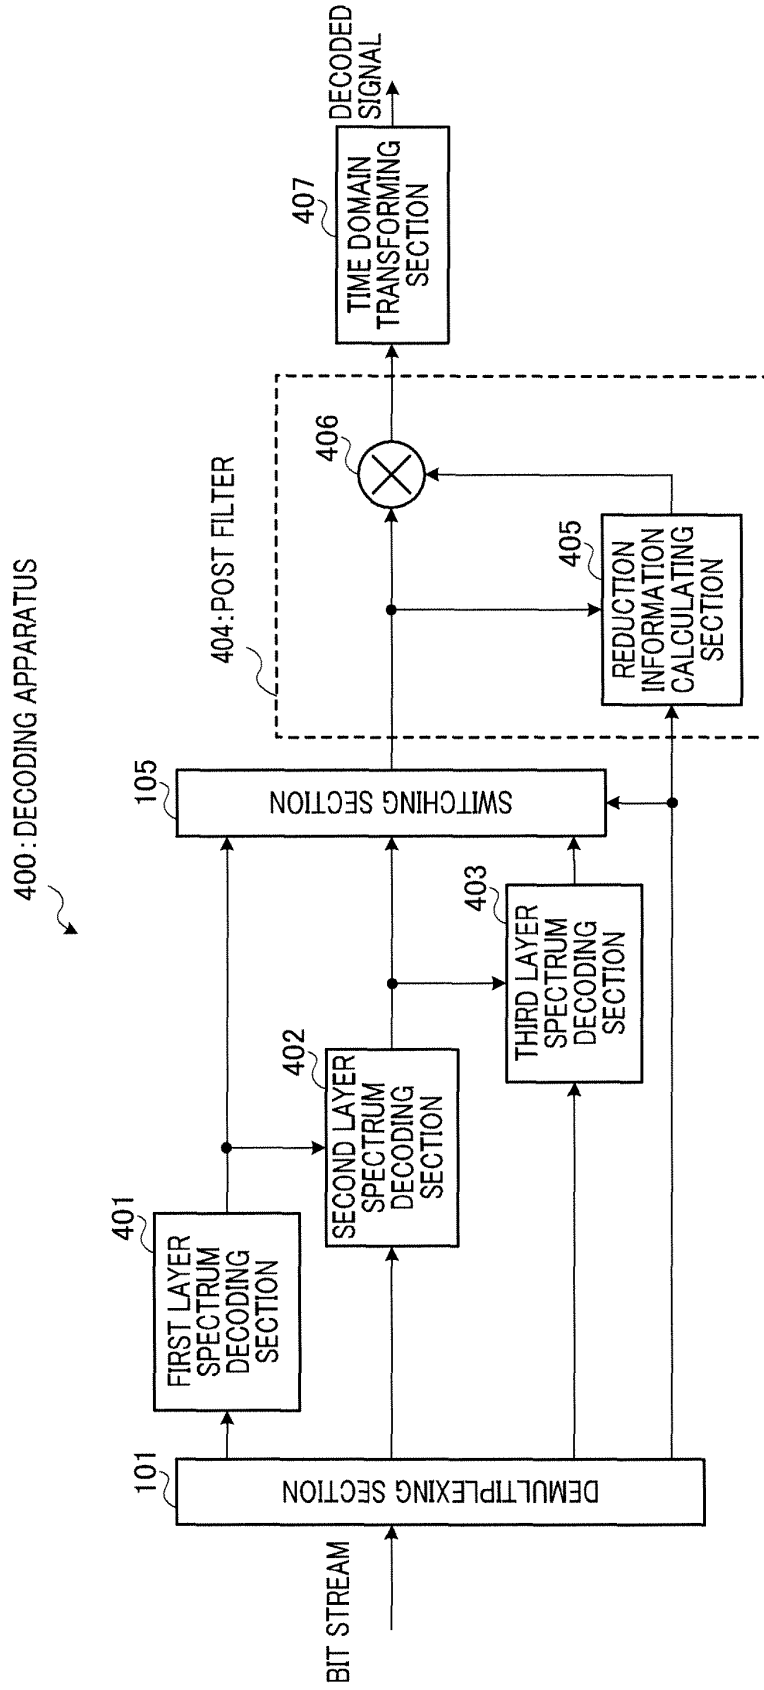 400:DECODING APPARATUS
BIT STREAM
101
DEMULTIPLEXING SECTION
401
FIRST LAYER
SPECTRUM
DECODING
SECTION
402
SECOND LAYER
SPECTRUM
DECODING
SECTION
403
THIRD LAYER
SPECTRUM
DECODING
SECTION
105
SWITCHING SECTION
404:POST FILTER
405
REDUCTION
INFORMATION
CALCULATING
SECTION
406
407
TIME DOMAIN
TRANSFORMING
SECTION
DECODED
SIGNAL